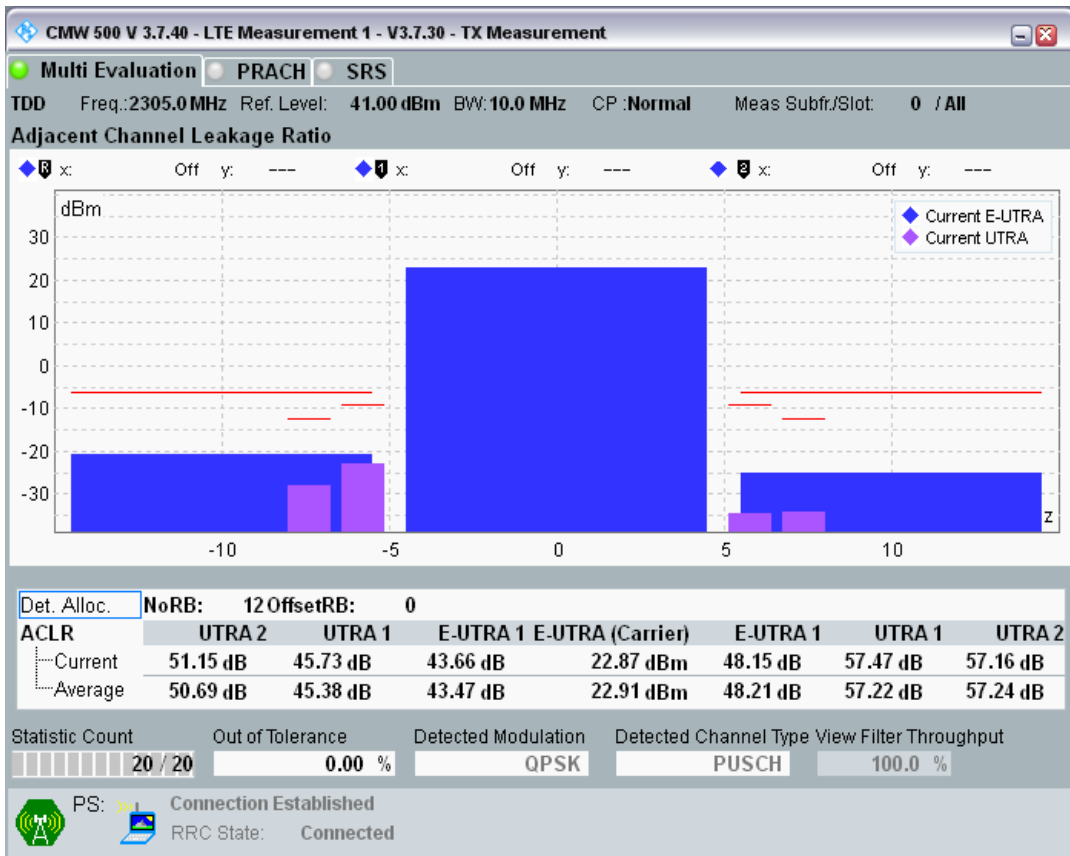 CMW 500 V 3.7.40 - LTE Measurement 1 - V3.7.30 - TX Measurement
Multi Evaluation PRACH SRS
TDD Freq.:2305.0 MHz Ref. Level: 41.00 dBm BW:10.0 MHz CP :Normal Meas Subfr./Slot: 0 / All
Adjacent Channel Leakage Ratio
R x: Off y: --- 1 x: Off y: --- 2 x: Off y: ---
dBm
Current E-UTRA
Current UTRA
30
20
10
0
-10
-20
-30
z
-10 -5 0 5 10
Det. Alloc. NoRB: 12 OffsetRB: 0
ACLR UTRA 2 UTRA 1 E-UTRA 1 E-UTRA (Carrier) E-UTRA 1 UTRA 1 UTRA 2
Current 51.15 dB 45.73 dB 43.66 dB 22.87 dBm 48.15 dB 57.47 dB 57.16 dB
Average 50.69 dB 45.38 dB 43.47 dB 22.91 dBm 48.21 dB 57.22 dB 57.24 dB
Statistic Count Out of Tolerance Detected Modulation Detected Channel Type View Filter Throughput
20 / 20 0.00 % QPSK PUSCH 100.0 %
PS: Connection Established
RRC State: Connected